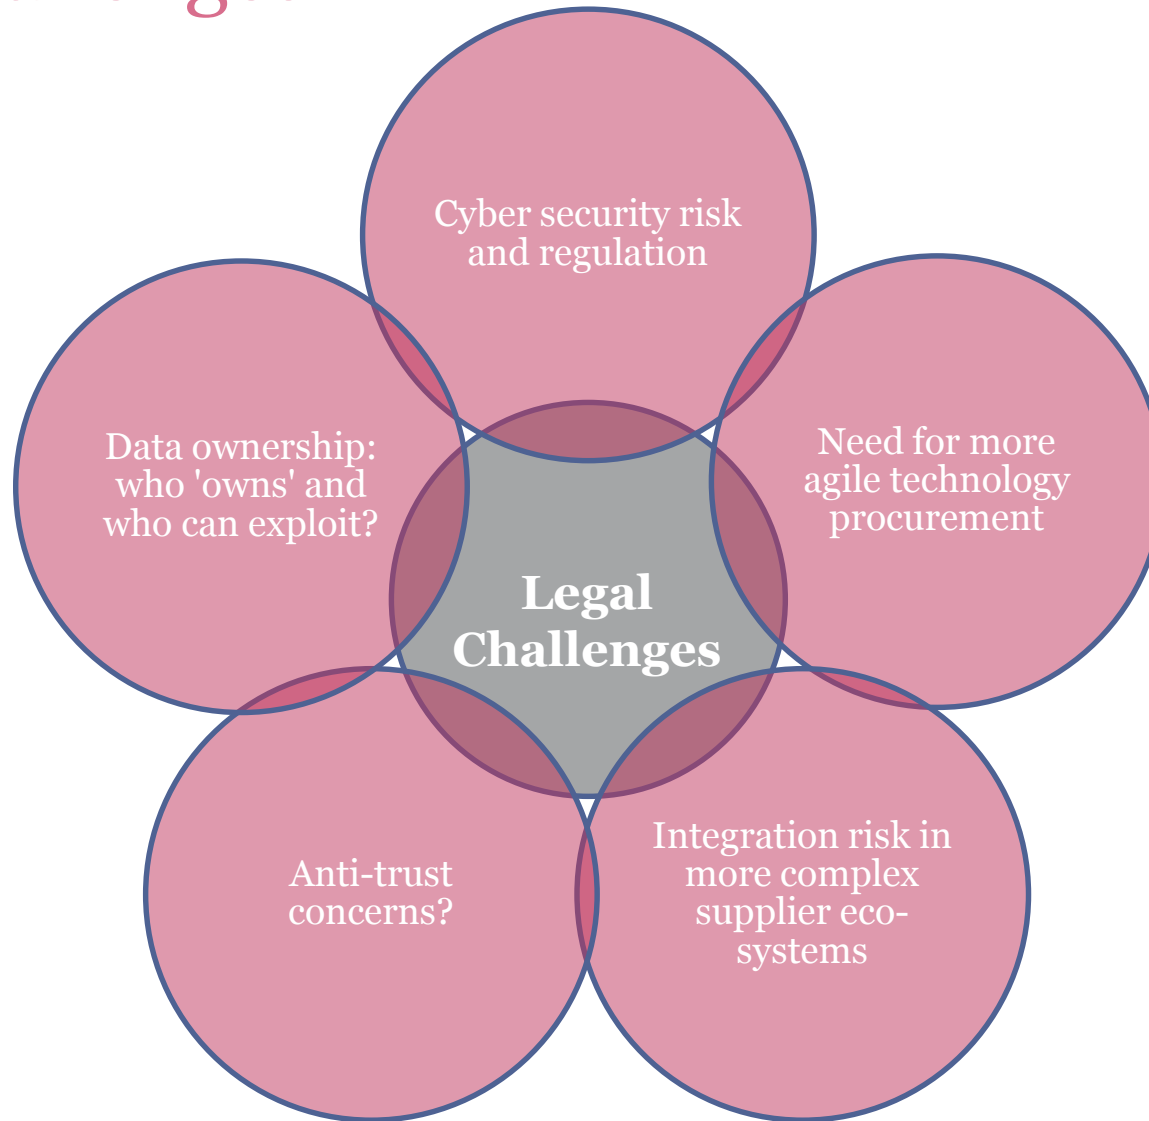 Cyber security risk
and regulation
Need for more
agile technology
procurement
Integration risk in
more complex
supplier eco-
systems
Anti-trust
concerns?
Data ownership:
who 'owns' and
who can exploit?
Legal
Challenges